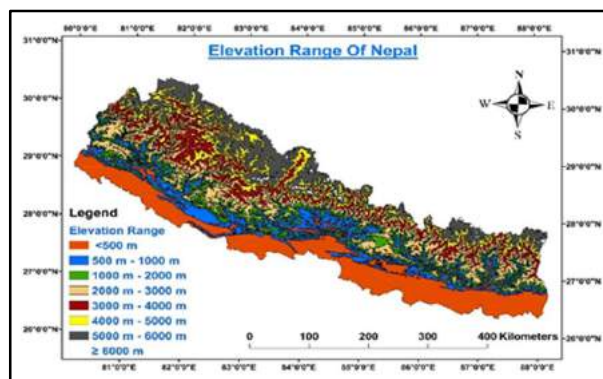 80°0'0"E 81°0'0"E 82°0'0"E 83°0'0"E 84°0'0"E 85°0'0"E 86°0'0"E 87°0'0"E 88°0'0"E
Elevation Range Of Nepal
31°0'0"N
30°0'0"N
29°0'0"N
28°0'0"N
27°0'0"N
26°0'0"N
N
W E
S
31°0'0"N
30°0'0"N
29°0'0"N
28°0'0"N
27°0'0"N
26°0'0"N
Legend
Elevation Range
<500 m
500 m - 1000 m
1000 m - 2000 m
2000 m - 3000 m
3000 m - 4000 m
4000 m - 5000 m
5000 m - 6000 m
≥ 6000 m
0 100 200 300 400 Kilometers
81°0'0"E 82°0'0"E 83°0'0"E 84°0'0"E 85°0'0"E 86°0'0"E 87°0'0"E 88°0'0"E